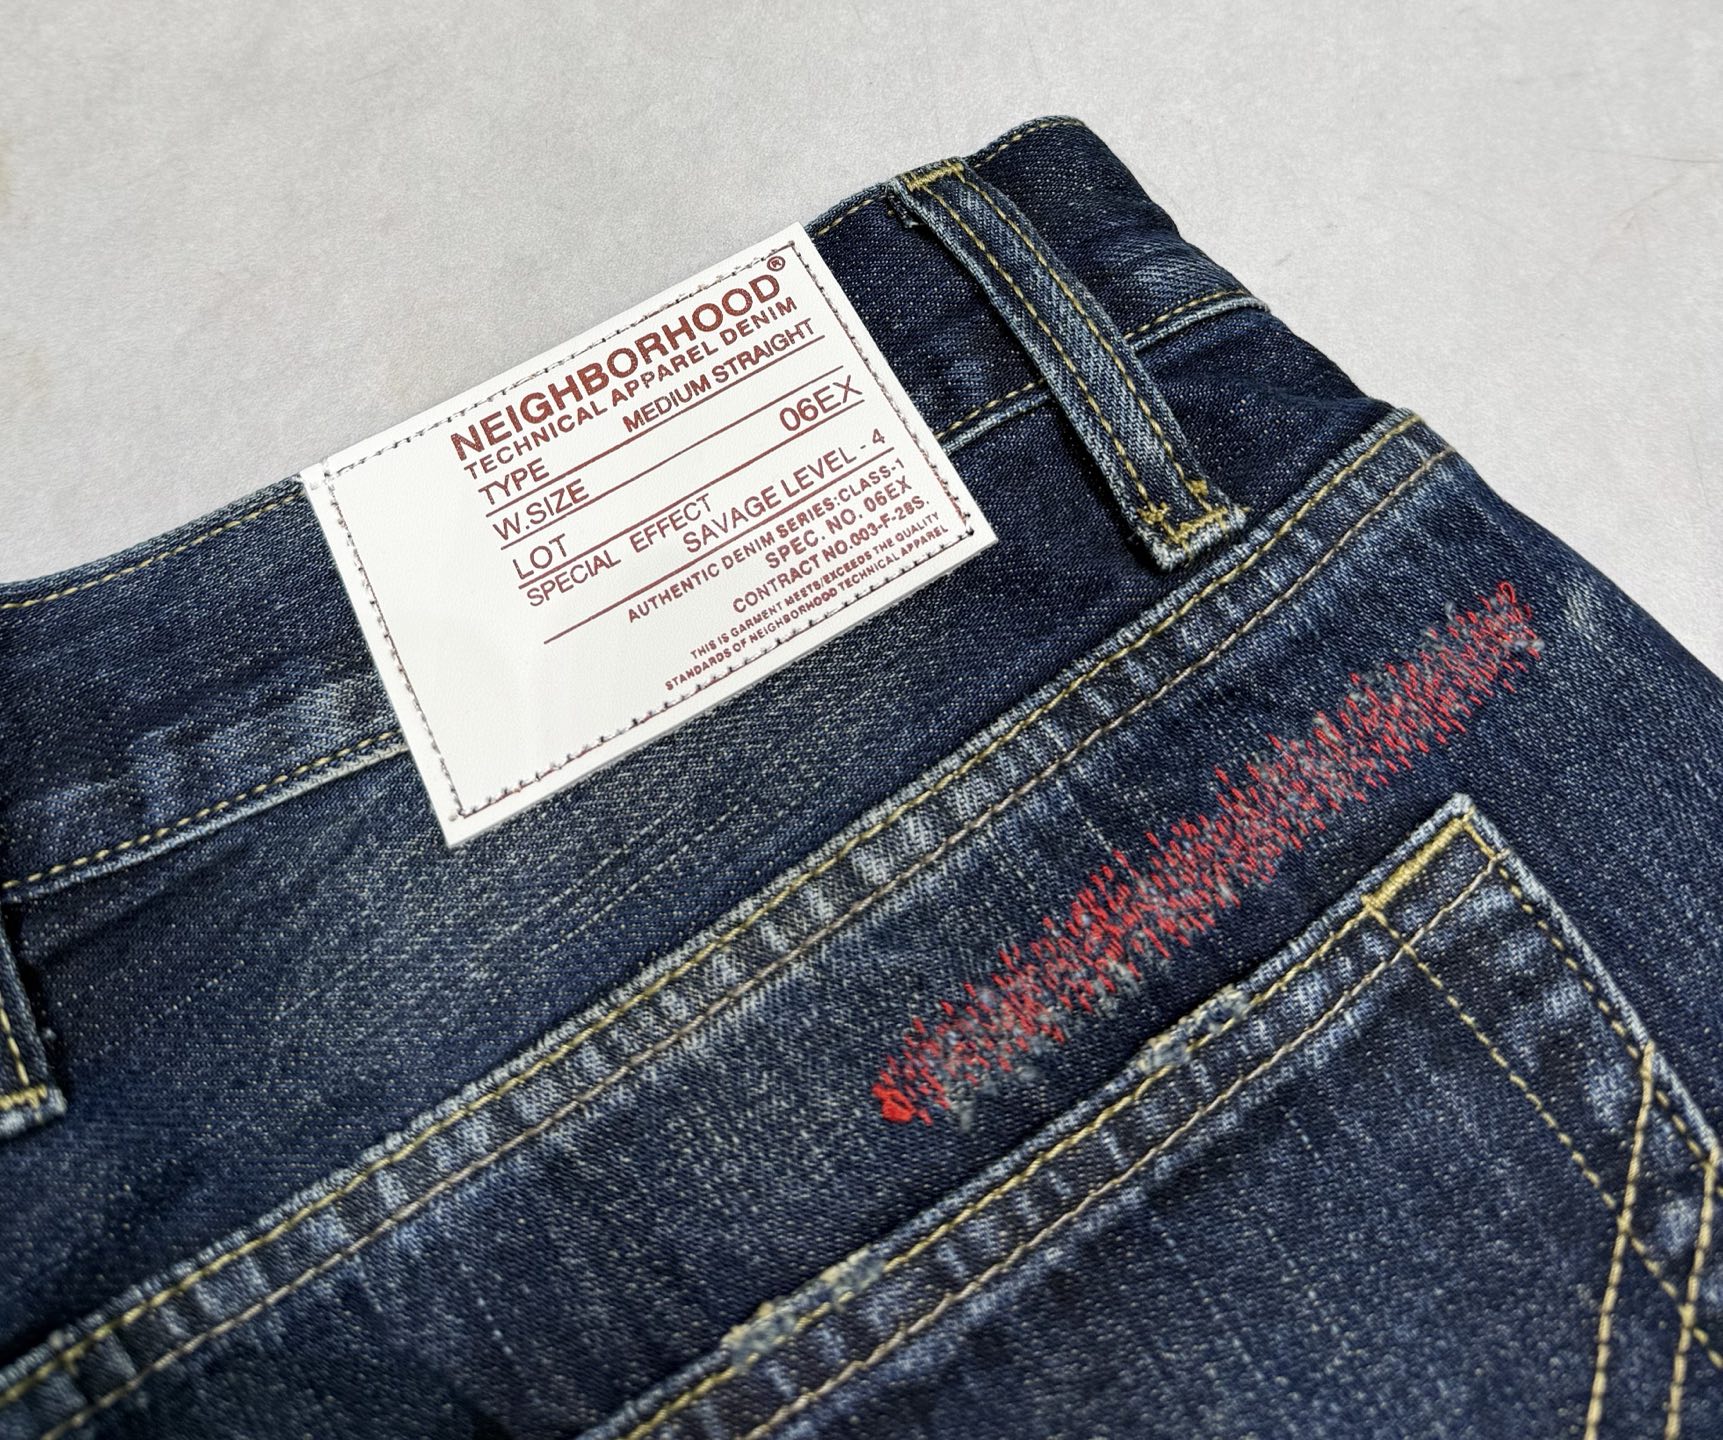 NEIGHBORHOOD®
TECHNICAL APPAREL DENIM
TYPE MEDIUM STRAIGHT
W.SIZE
LOT 06EX
SPECIAL EFFECT
SAVAGE LEVEL - 4
AUTHENTIC DENIM SERIES:CLASS-1
SPEC. NO. 06EX
CONTRACT NO.003-F-2BS.
THIS IS GARMENT MEETS/EXCEEDS THE QUALITY
STANDARDS OF NEIGHBORHOOD TECHNICAL APPAREL